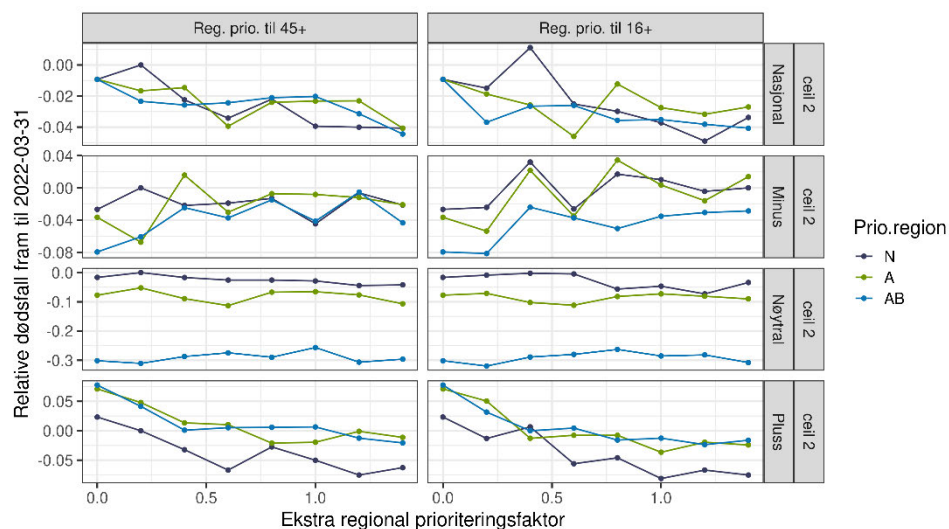 Reg. prio. til 45+
Reg. prio. til 16+
Relative dødsfall fram til 2022-03-31
0.00
-0.02
-0.04
Nasjonal
ceil 2
0.04
0.00
-0.04
-0.08
Minus
ceil 2
0.0
-0.1
-0.2
-0.3
Nøytral
ceil 2
0.05
0.00
-0.05
Pluss
ceil 2
0.0
0.5
1.0
0.0
0.5
1.0
Ekstra regional prioriteringsfaktor
Prio.region
N
A
AB